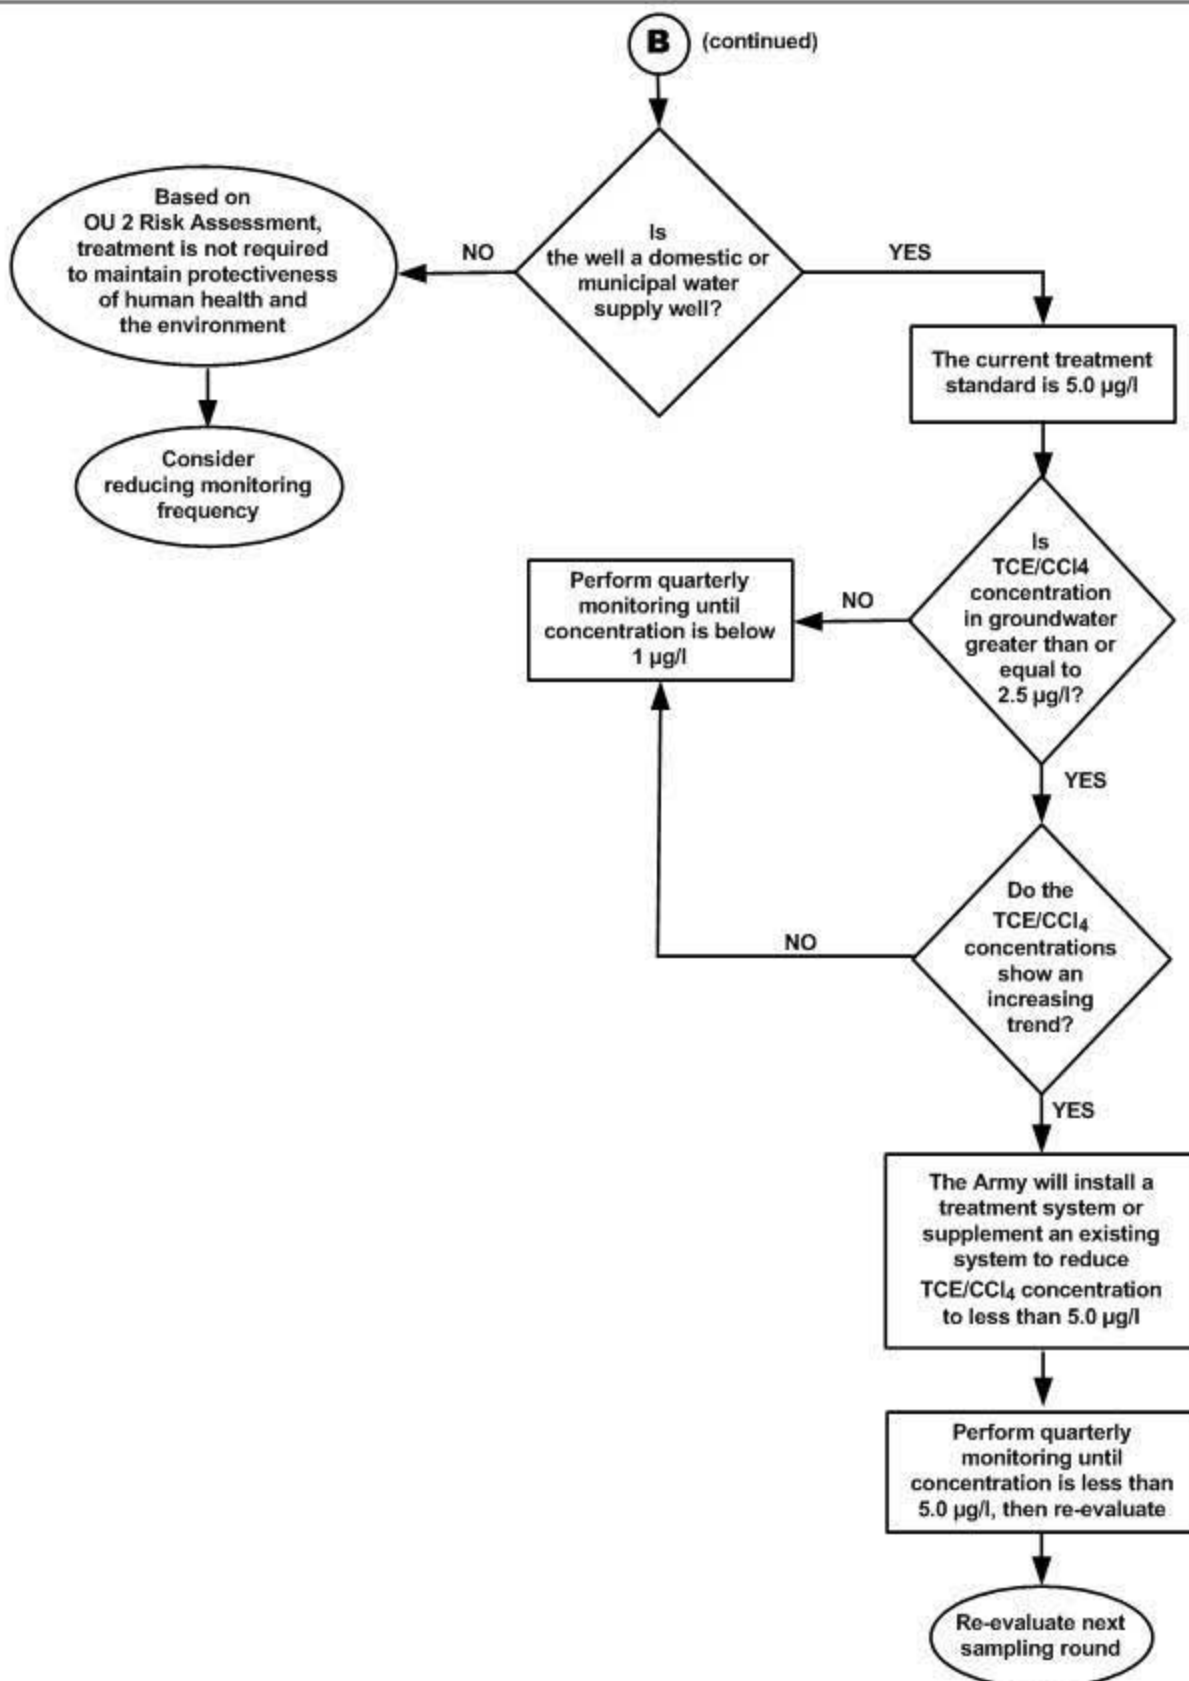 B (continued)
Is
the well a domestic or
municipal water
supply well?
NO
YES
Based on
OU 2 Risk Assessment,
treatment is not required
to maintain protectiveness
of human health and
the environment
Consider
reducing monitoring
frequency
The current treatment
standard is 5.0 µg/l
Is
TCE/CCl4
concentration
in groundwater
greater than or
equal to
2.5 µg/l?
NO
Perform quarterly
monitoring until
concentration is below
1 µg/l
YES
Do the
TCE/CCl₄
concentrations
show an
increasing
trend?
NO
YES
The Army will install a
treatment system or
supplement an existing
system to reduce
TCE/CCl₄ concentration
to less than 5.0 µg/l
Perform quarterly
monitoring until
concentration is less than
5.0 µg/l, then re-evaluate
Re-evaluate next
sampling round